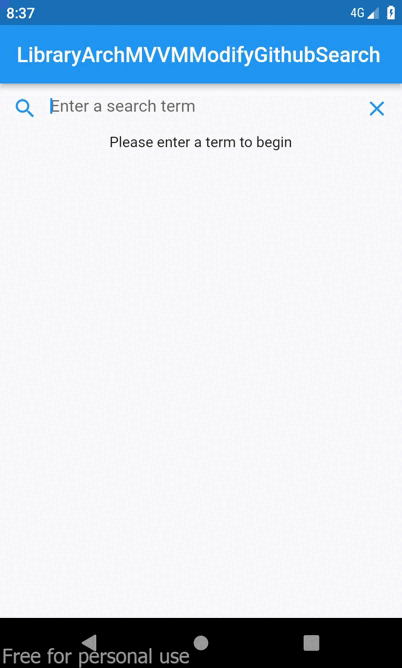 8:37 4G
LibraryArchMVVMModifyGithubSearch
Enter a search term
Please enter a term to begin
Free for personal use